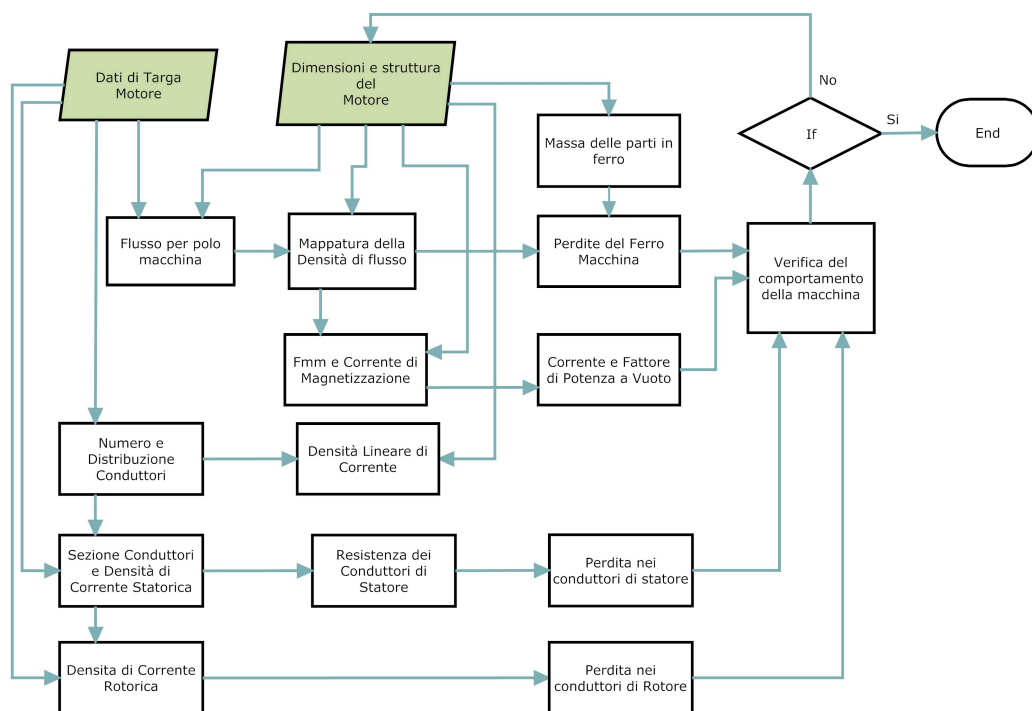 Dati di Targa
Motore
Dimensioni e struttura
del
Motore
No
If
Si
End
Massa delle parti in
ferro
Flusso per polo
macchina
Mappatura della
Densità di flusso
Perdite del Ferro
Macchina
Verifica del
comportamento
della macchina
Fmm e Corrente di
Magnetizzazione
Corrente e Fattore
di Potenza a Vuoto
Numero e
Distribuzione
Conduttori
Densità Lineare di
Corrente
Sezione Conduttori
e Densità di
Corrente Statorica
Resistenza dei
Conduttori di
Statore
Perdita nei
conduttori di statore
Densita di Corrente
Rotorica
Perdita nei
conduttori di Rotore